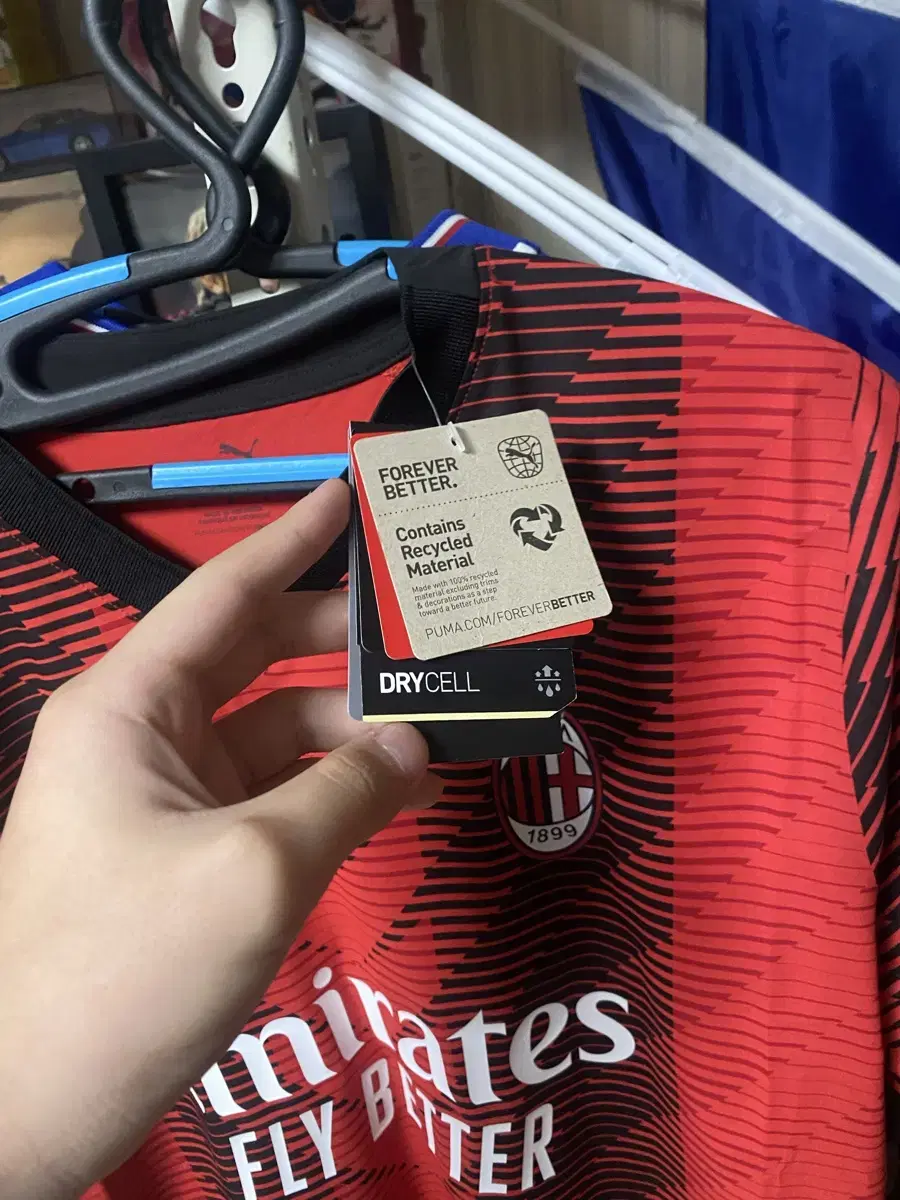 FOREVER
BETTER.
Contains
Recycled
Material
Made with 100% recycled
material excluding trims
& decorations as a step
toward a better future.
PUMA.COM/FOREVERBETTER
DRYCELL
1899
Emirates
FLY BETTER